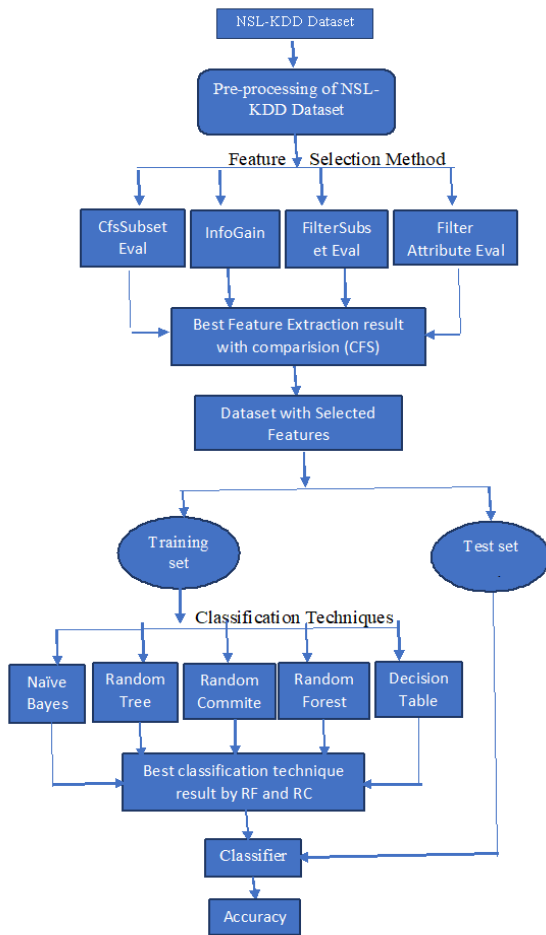 NSL-KDD Dataset
Pre-processing of NSL-
KDD Dataset
Feature Selection Method
CfsSubset
Eval
InfoGain
FilterSubs
et Eval
Filter
Attribute Eval
Best Feature Extraction result
with comparision (CFS)
Dataset with Selected
Features
Training
set
Test set
Classification Techniques
Naïve
Bayes
Random
Tree
Random
Commite
Random
Forest
Decision
Table
Best classification technique
result by RF and RC
Classifier
Accuracy